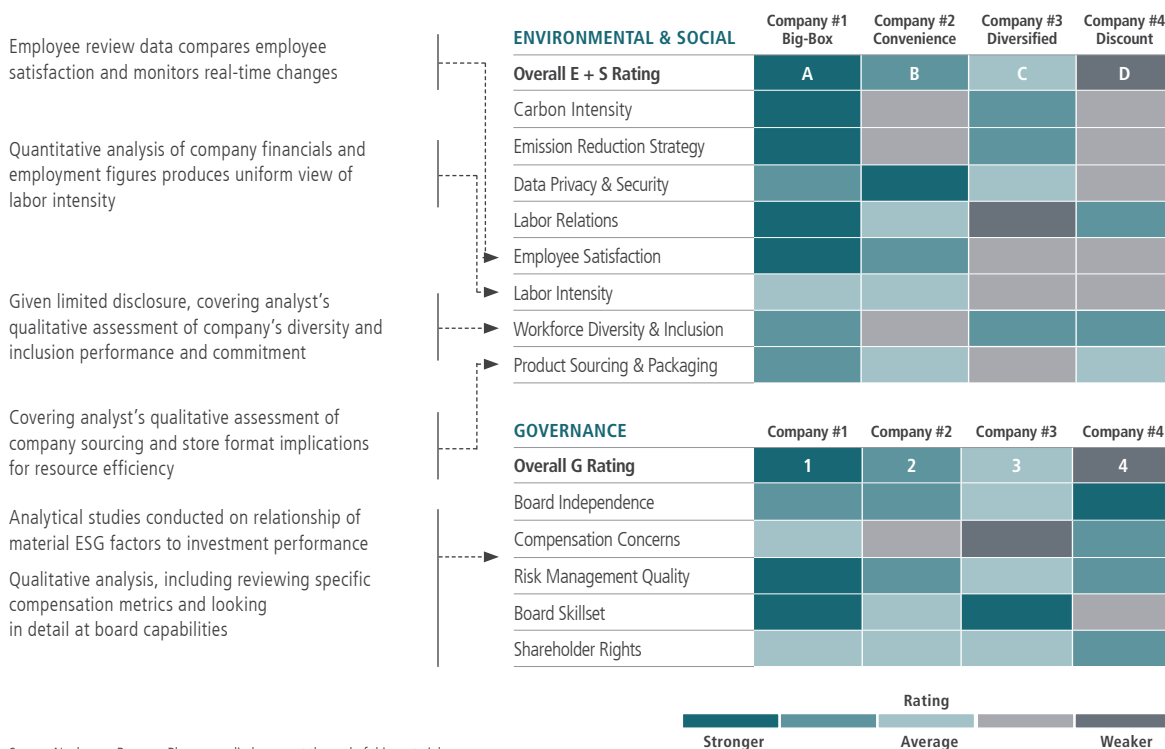 Employee review data compares employee
satisfaction and monitors real-time changes
Quantitative analysis of company financials and
employment figures produces uniform view of
labor intensity
Given limited disclosure, covering analyst’s
qualitative assessment of company’s diversity and
inclusion performance and commitment
Covering analyst’s qualitative assessment of
company sourcing and store format implications
for resource efficiency
Analytical studies conducted on relationship of
material ESG factors to investment performance
Qualitative analysis, including reviewing specific
compensation metrics and looking
in detail at board capabilities
ENVIRONMENTAL & SOCIAL
Company #1
Big-Box
Company #2
Convenience
Company #3
Diversified
Company #4
Discount
Overall E + S Rating A B C D
Carbon Intensity
Emission Reduction Strategy
Data Privacy & Security
Labor Relations
Employee Satisfaction
Labor Intensity
Workforce Diversity & Inclusion
Product Sourcing & Packaging
GOVERNANCE Company #1 Company #2 Company #3 Company #4
Overall G Rating 1 2 3 4
Board Independence
Compensation Concerns
Risk Management Quality
Board Skillset
Shareholder Rights
Rating
Stronger Average Weaker